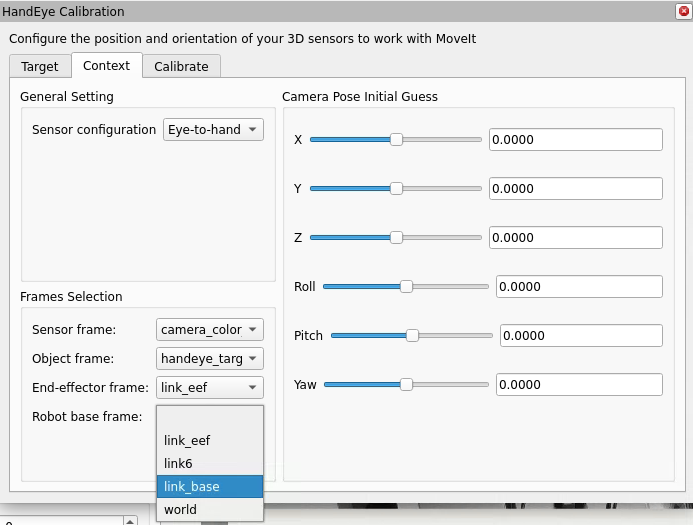 HandEye Calibration
Configure the position and orientation of your 3D sensors to work with MoveIt
Target
Context
Calibrate
General Setting
Sensor configuration
Eye-to-hand
Camera Pose Initial Guess
X
0.0000
Y
0.0000
Z
0.0000
Roll
0.0000
Pitch
0.0000
Yaw
0.0000
Frames Selection
Sensor frame:
camera_color_
Object frame:
handeye_targ
End-effector frame:
link_eef
Robot base frame:
link_eef
link6
link_base
world